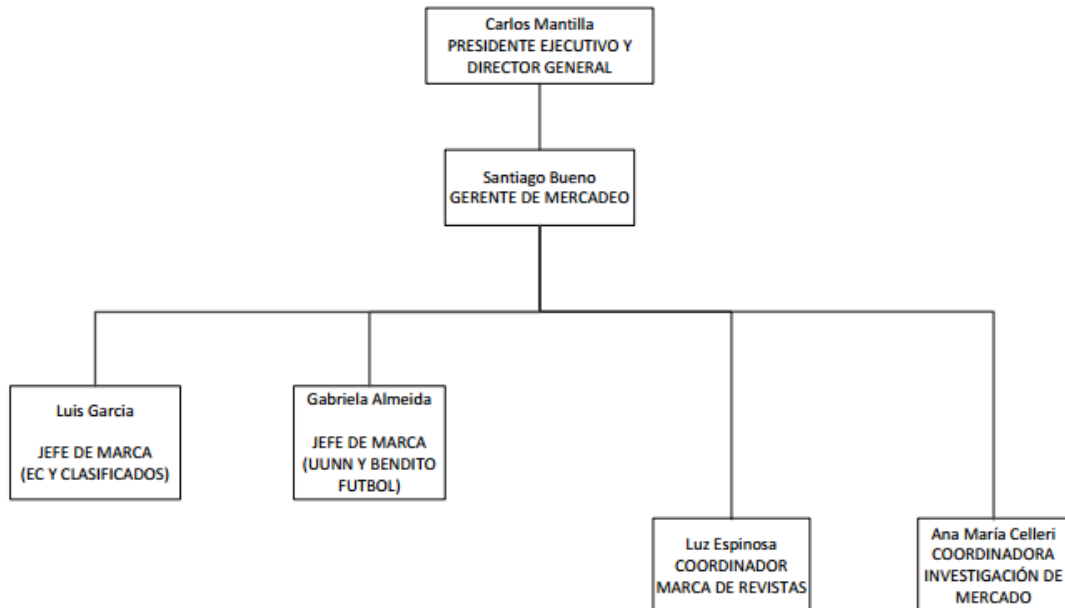 Carlos Mantilla
PRESIDENTE EJECUTIVO Y
DIRECTOR GENERAL
Santiago Bueno
GERENTE DE MERCADEO
Luis Garcia
JEFE DE MARCA
(EC Y CLASIFICADOS)
Gabriela Almeida
JEFE DE MARCA
(UUNN Y BENDITO
FUTBOL)
Luz Espinosa
COORDINADOR
MARCA DE REVISTAS
Ana María Celleri
COORDINADORA
INVESTIGACIÓN DE
MERCADO